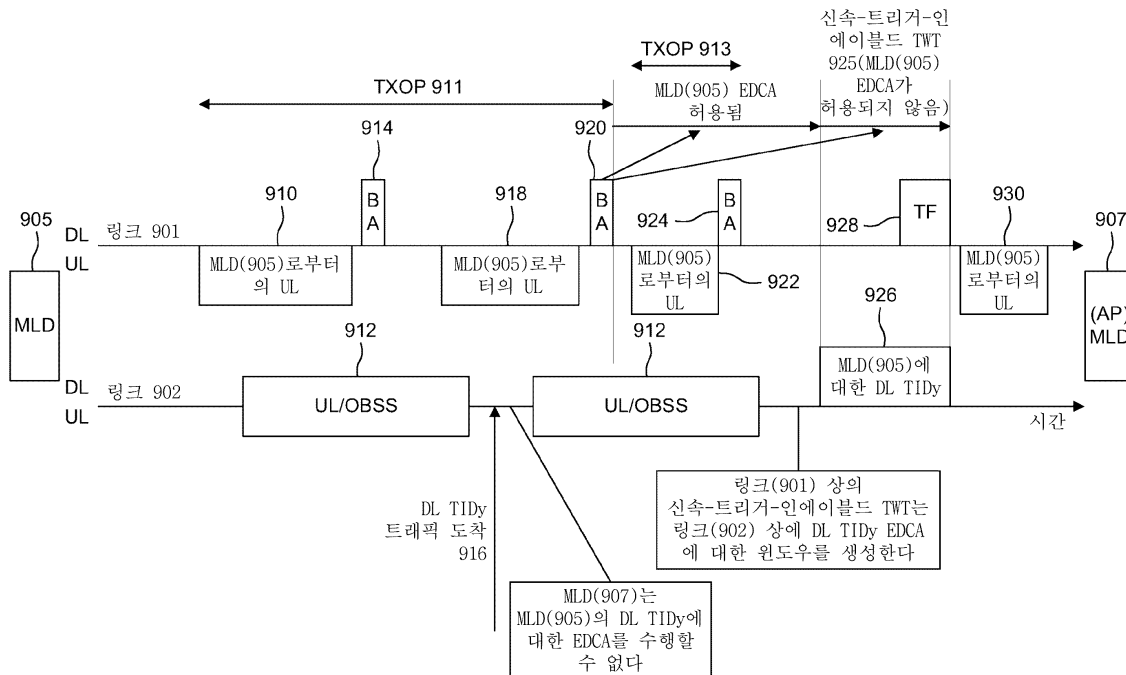 신속-트리거-인
에이블드 TWT
925(MLD(905)
EDCA가
허용되지 않음)
TXOP 913
TXOP 911
MLD(905) EDCA
허용됨
914
920
910
918
924
928
930
905
907
DL
UL
링크 901
B
A
B
A
B
A
TF
MLD(905)로부터
의 UL
MLD(905)로부
터의 UL
MLD(905)
로부터의
UL
922
MLD(905)
로부터의
UL
MLD
(AP)
MLD
912
912
926
DL
UL
링크 902
UL/OBSS
UL/OBSS
MLD(905)에
대한 DL TIDy
시간
DL TIDy
트래픽 도착
916
링크(901) 상의
신속-트리거-인에이블드 TWT는
링크(902) 상에 DL TIDy EDCA
에 대한 윈도우를 생성한다
MLD(907)는
MLD(905)의 DL TIDy에
대한 EDCA를 수행할
수 없다